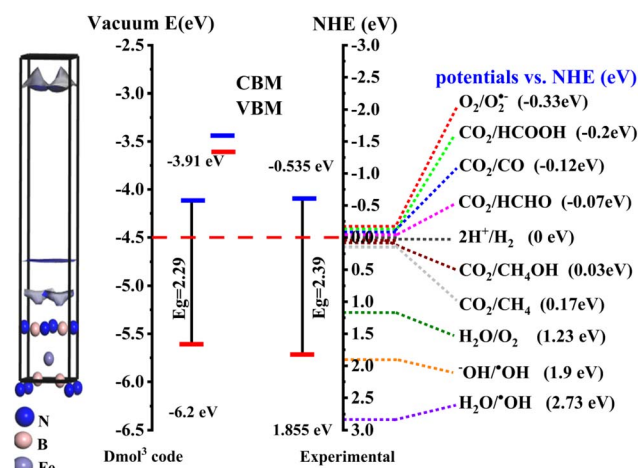 Vacuum E(eV)
NHE (eV)
-2.5
-3.0
-3.5
-4.0
-4.5
-5.0
-5.5
-6.0
-6.5
CBM
VBM
-3.91 eV
-0.535 eV
Eg=2.29
Eg=2.39
-6.2 eV
1.855 eV
-3.0
-2.5
-2.0
-1.5
-1.0
-0.5
0.0
0.5
1.0
1.5
2.0
2.5
3.0
potentials vs. NHE (eV)
O₂/O₂•⁻ (-0.33eV)
CO₂/HCOOH (-0.2eV)
CO₂/CO (-0.12eV)
CO₂/HCHO (-0.07eV)
2H⁺/H₂ (0 eV)
CO₂/CH₄OH (0.03eV)
CO₂/CH₄ (0.17eV)
H₂O/O₂ (1.23 eV)
⁻OH/•OH (1.9 eV)
H₂O/•OH (2.73 eV)
N
B
Fe
Dmol³ code
Experimental